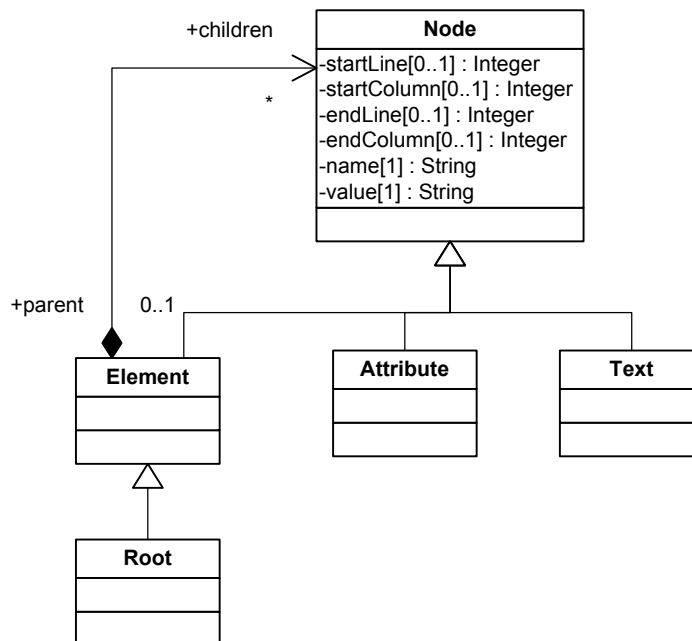 Node
+children
-startLine[0..1] : Integer
-startColumn[0..1] : Integer
-endLine[0..1] : Integer
-endColumn[0..1] : Integer
-name[1] : String
-value[1] : String
*
+parent
0..1
Element
Attribute
Text
Root